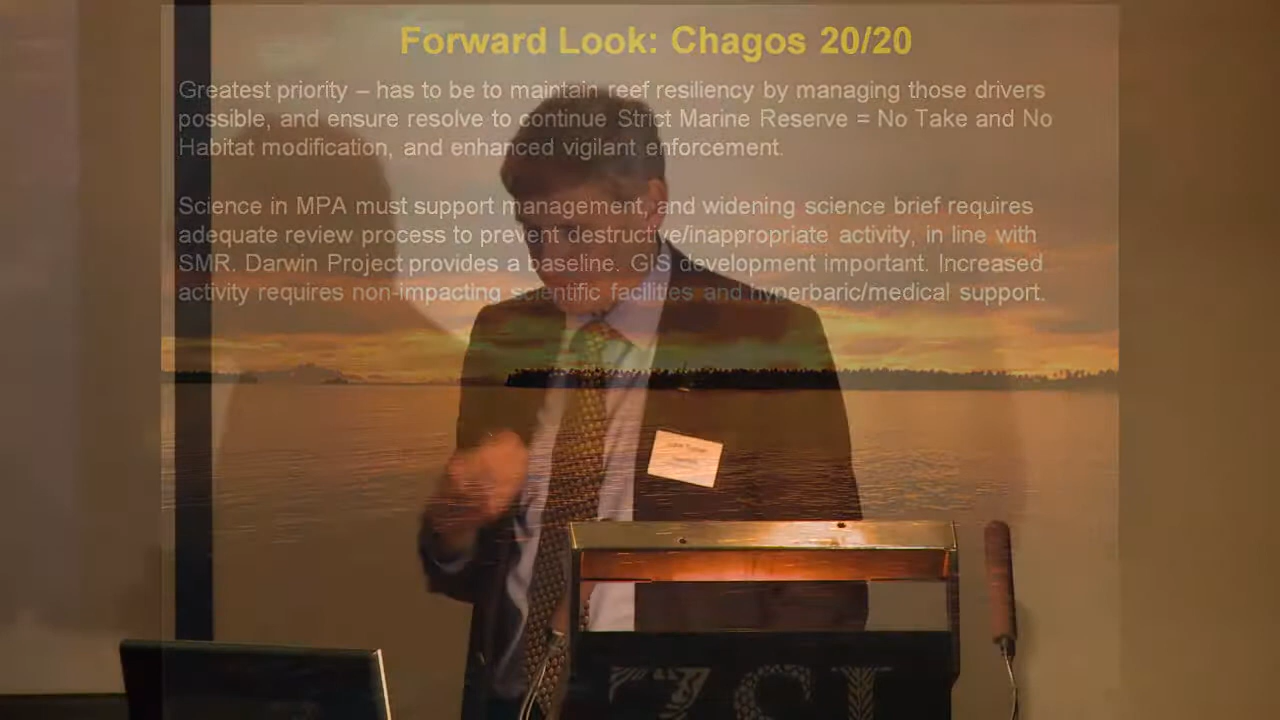 Forward Look: Chagos 20/20
Greatest priority – has to be to maintain reef resiliency by managing those drivers
possible, and ensure resolve to continue Strict Marine Reserve = No Take and No
Habitat modification, and enhanced vigilant enforcement.
Science in MPA must support management, and widening science brief requires
adequate review process to prevent destructive/inappropriate activity, in line with
SMR. Darwin Project provides a baseline. GIS development important. Increased
activity requires non-impacting scientific facilities and hyperbaric/medical support.
ZSL